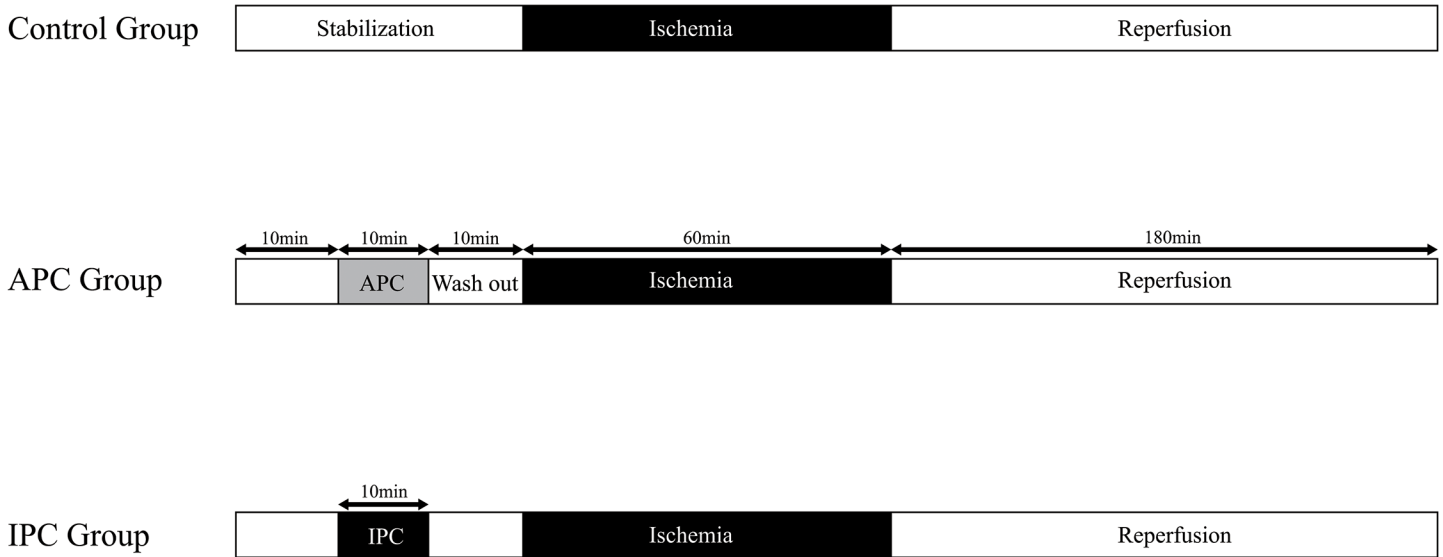 Control Group Stabilization Ischemia Reperfusion
10min 10min 10min 60min 180min
APC Group APC Wash out Ischemia Reperfusion
10min
IPC Group IPC Ischemia Reperfusion